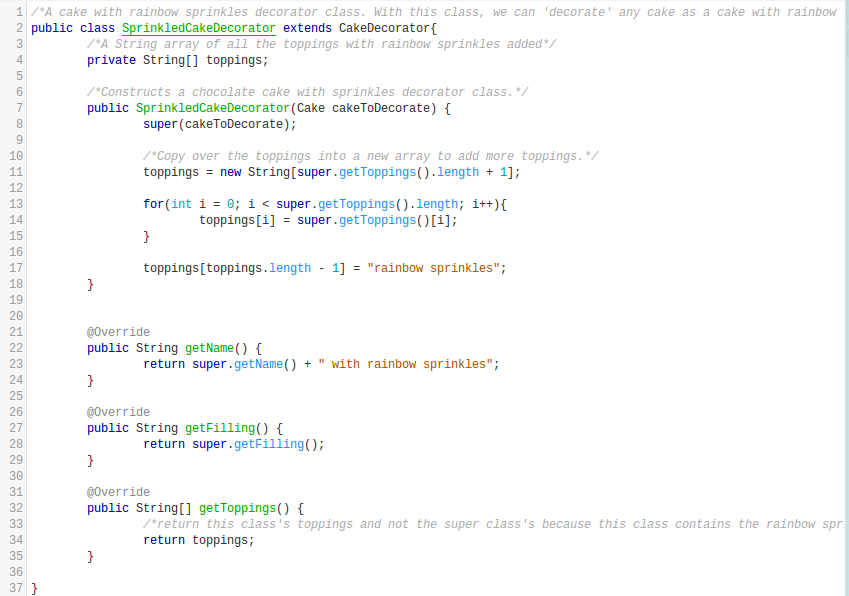 1 /*A cake with rainbow sprinkles decorator class. With this class, we can 'decorate' any cake as a cake with rainbow
2 public class SprinkledCakeDecorator extends CakeDecorator{
3 /*A String array of all the toppings with rainbow sprinkles added*/
4 private String[] toppings;
5
6 /*Constructs a chocolate cake with sprinkles decorator class.*/
7 public SprinkledCakeDecorator(Cake cakeToDecorate) {
8 super(cakeToDecorate);
9
10 /*Copy over the toppings into a new array to add more toppings.*/
11 toppings = new String[super.getToppings().length + 1];
12
13 for(int i = 0; i < super.getToppings().length; i++){
14 toppings[i] = super.getToppings()[i];
15 }
16
17 toppings[toppings.length - 1] = "rainbow sprinkles";
18 }
19
20
21 @Override
22 public String getName() {
23 return super.getName() + " with rainbow sprinkles";
24 }
25
26 @Override
27 public String getFilling() {
28 return super.getFilling();
29 }
30
31 @Override
32 public String[] getToppings() {
33 /*return this class's toppings and not the super class's because this class contains the rainbow spr
34 return toppings;
35 }
36
37 }